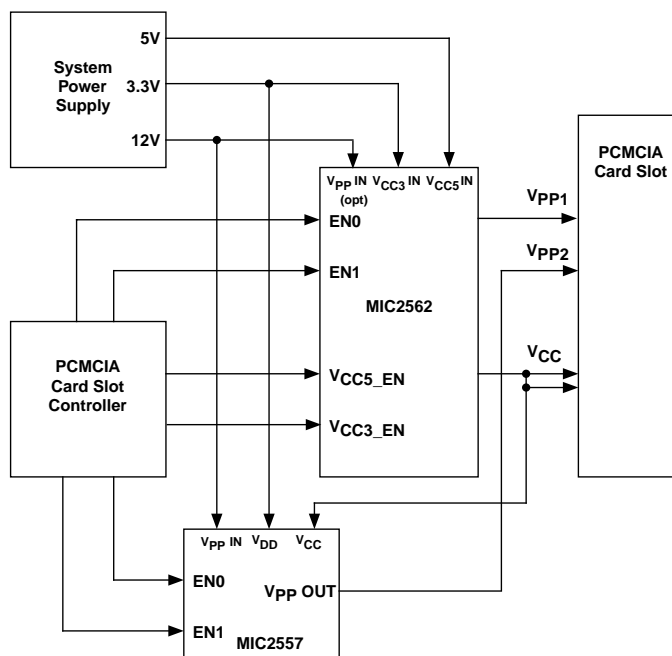 System
Power
Supply
5V
3.3V
12V
PCMCIA
Card Slot
VPP IN
(opt)
VCC3 IN
VCC5 IN
EN0
EN1
MIC2562
VCC5_EN
VCC3_EN
VPP1
VPP2
VCC
PCMCIA
Card Slot
Controller
VPP IN
VDD
VCC
EN0
VPP OUT
EN1
MIC2557